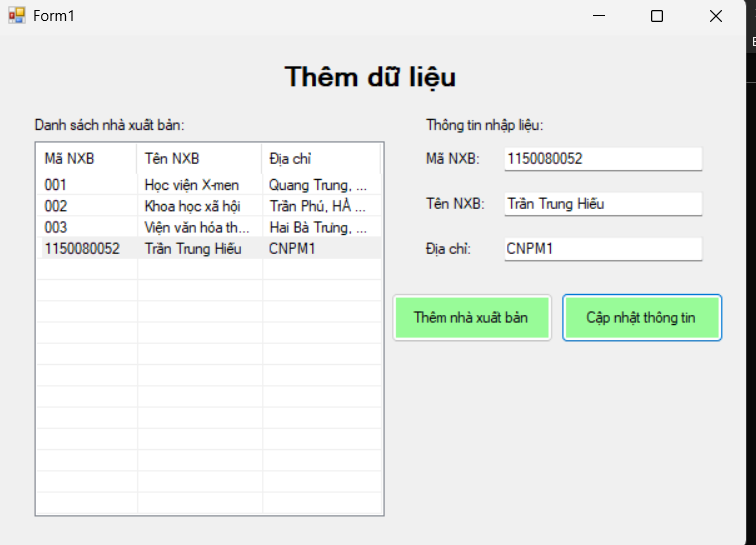 Form1
Thêm dữ liệu
Danh sách nhà xuất bản:
Mã NXB Tên NXB Địa chỉ
001 Học viện X-men Quang Trung, ...
002 Khoa học xã hội Trần Phú, HÀ ...
003 Viện văn hóa th... Hai Bà Trưng, ...
1150080052 Trần Trung Hiếu CNPM1
Thông tin nhập liệu:
Mã NXB: 1150080052
Tên NXB: Trần Trung Hiếu
Địa chỉ: CNPM1
Thêm nhà xuất bản Cập nhật thông tin